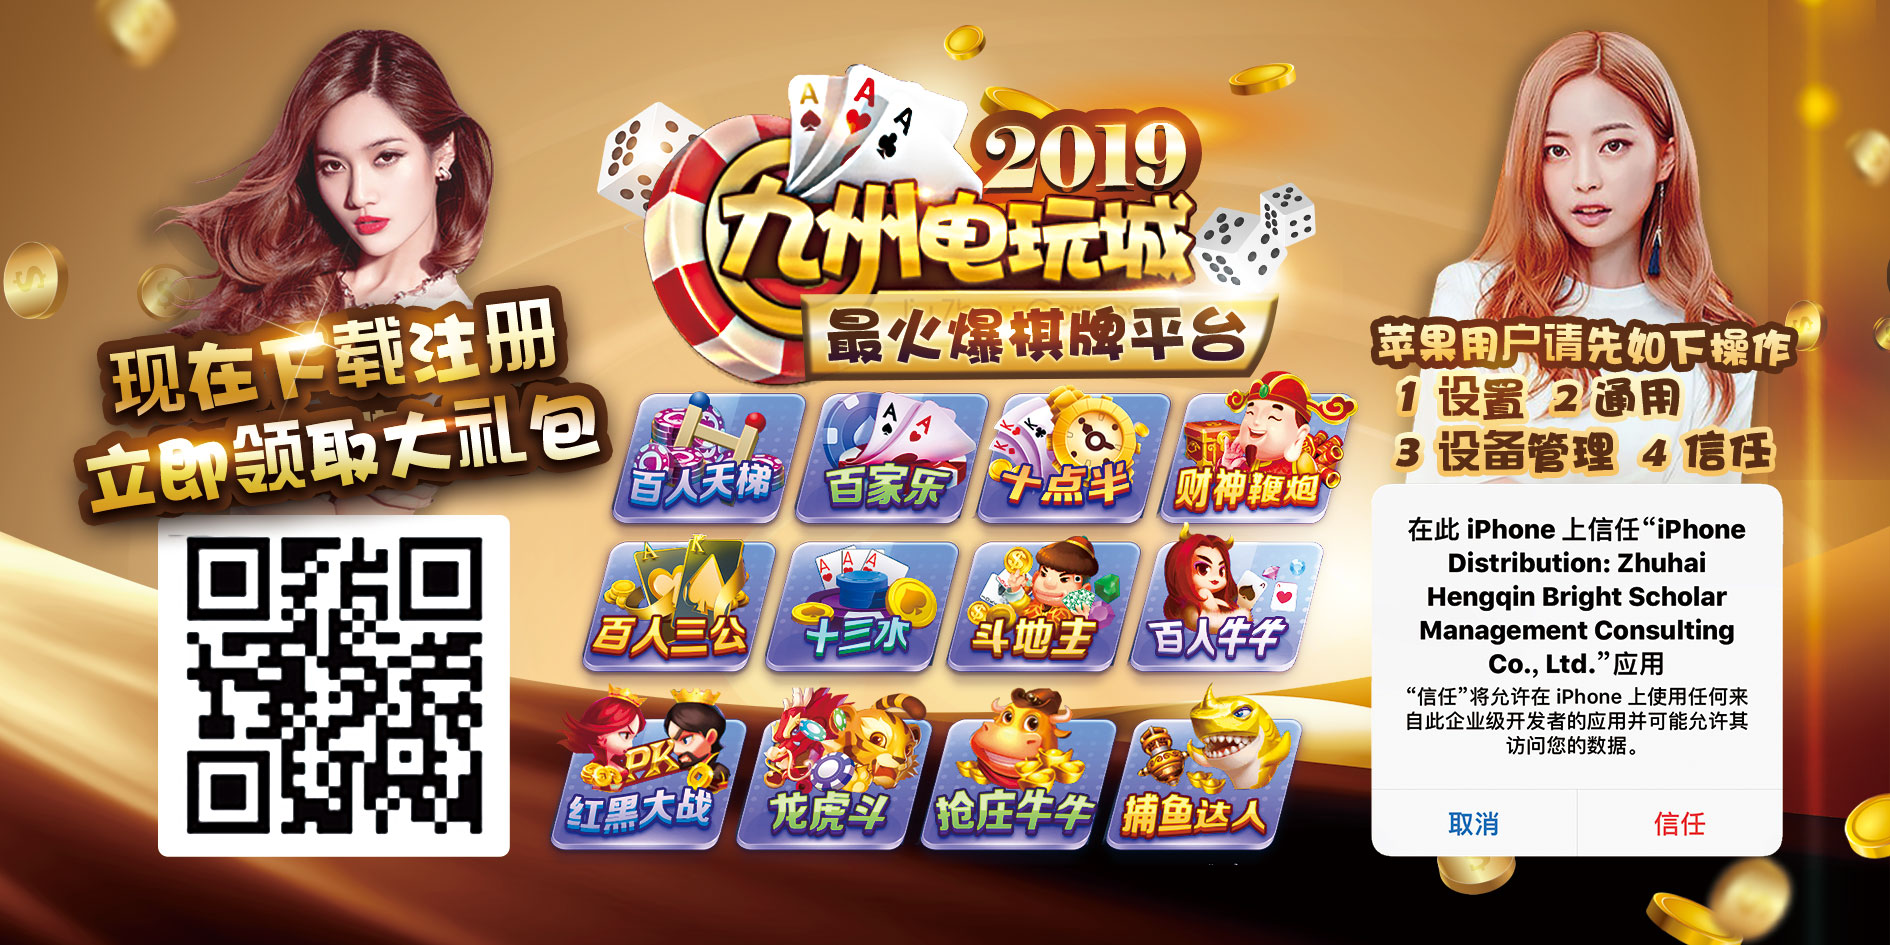 2019
九州电玩城
最火爆棋牌平台
现在下载注册
立即领取大礼包
百人天梯
百家乐
十点半
财神鞭炮
百人三公
十三水
斗地主
百人牛牛
PK
红黑大战
龙虎斗
抢庄牛牛
捕鱼达人
苹果用户请先如下操作
1 设置 2 通用
3 设备管理 4 信任
在此 iPhone 上信任“iPhone
Distribution: Zhuhai
Hengqin Bright Scholar
Management Consulting
Co., Ltd.”应用
“信任”将允许在 iPhone 上使用任何来
自此企业级开发者的应用并可能允许其
访问您的数据。
取消 信任